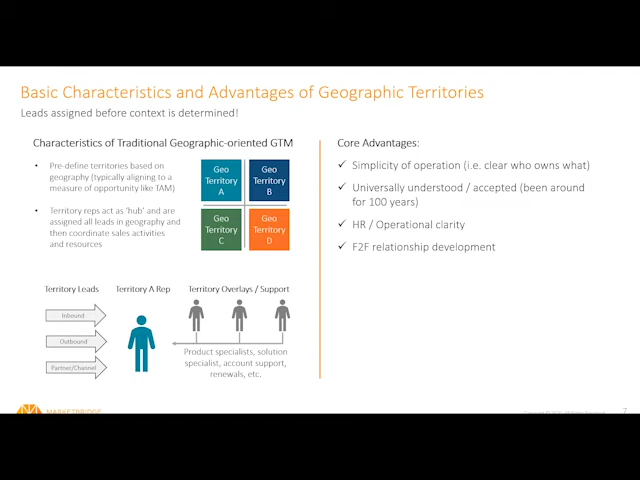 Basic Characteristics and Advantages of Geographic Territories
Leads assigned before context is determined!
Characteristics of Traditional Geographic-oriented GTM
• Pre-define territories based on
geography (typically aligning to a
measure of opportunity like TAM)
• Territory reps act as 'hub' and are
assigned all leads in geography and
then coordinate sales activities
and resources
Geo
Territory
A
Geo
Territory
B
Geo
Territory
C
Geo
Territory
D
Territory Leads
Territory A Rep
Territory Overlays / Support
Inbound
Outbound
Partner/Channel
Product specialists, solution
specialist, account support,
renewals, etc.
Core Advantages:
✓ Simplicity of operation (i.e. clear who owns what)
✓ Universally understood / accepted (been around
for 100 years)
✓ HR / Operational clarity
✓ F2F relationship development
MARKETBRIDGE
7